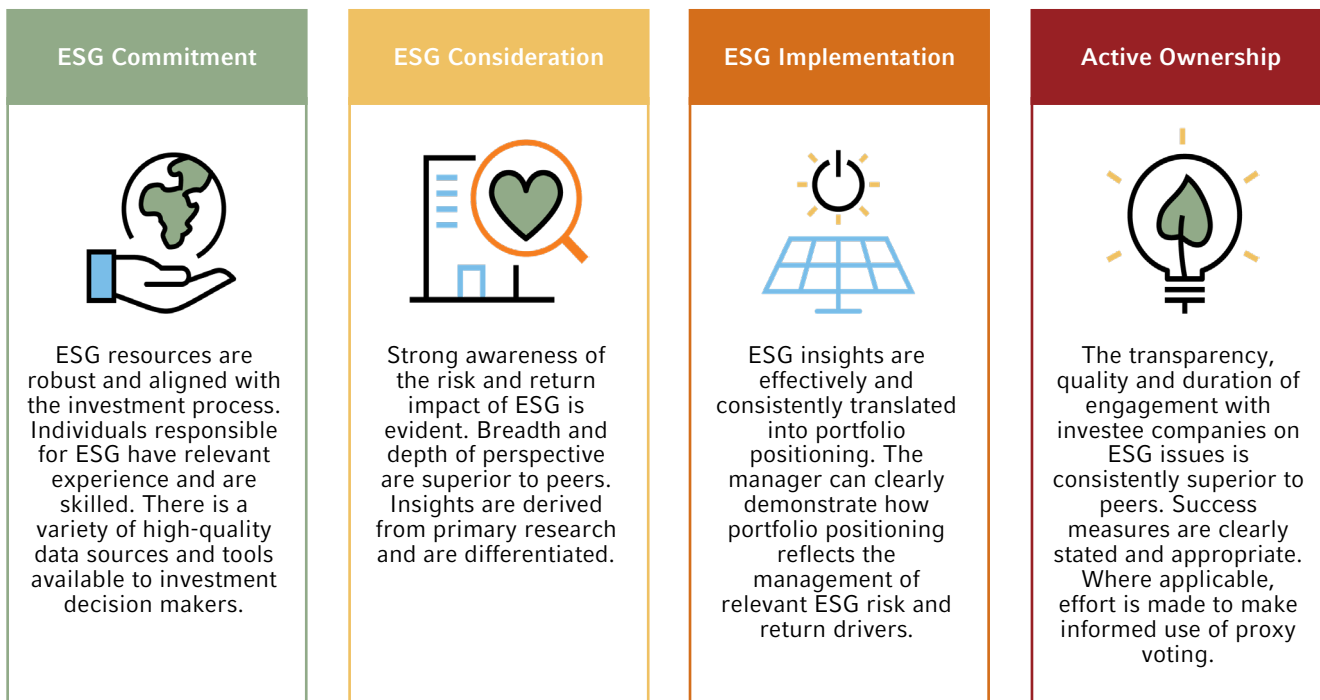 ESG Commitment
ESG resources are
robust and aligned with
the investment process.
Individuals responsible
for ESG have relevant
experience and are
skilled. There is a
variety of high-quality
data sources and tools
available to investment
decision makers.
ESG Consideration
Strong awareness of
the risk and return
impact of ESG is
evident. Breadth and
depth of perspective
are superior to peers.
Insights are derived
from primary research
and are differentiated.
ESG Implementation
ESG insights are
effectively and
consistently translated
into portfolio
positioning. The
manager can clearly
demonstrate how
portfolio positioning
reflects the
management of
relevant ESG risk and
return drivers.
Active Ownership
The transparency,
quality and duration of
engagement with
investee companies on
ESG issues is
consistently superior to
peers. Success
measures are clearly
stated and appropriate.
Where applicable,
effort is made to make
informed use of proxy
voting.